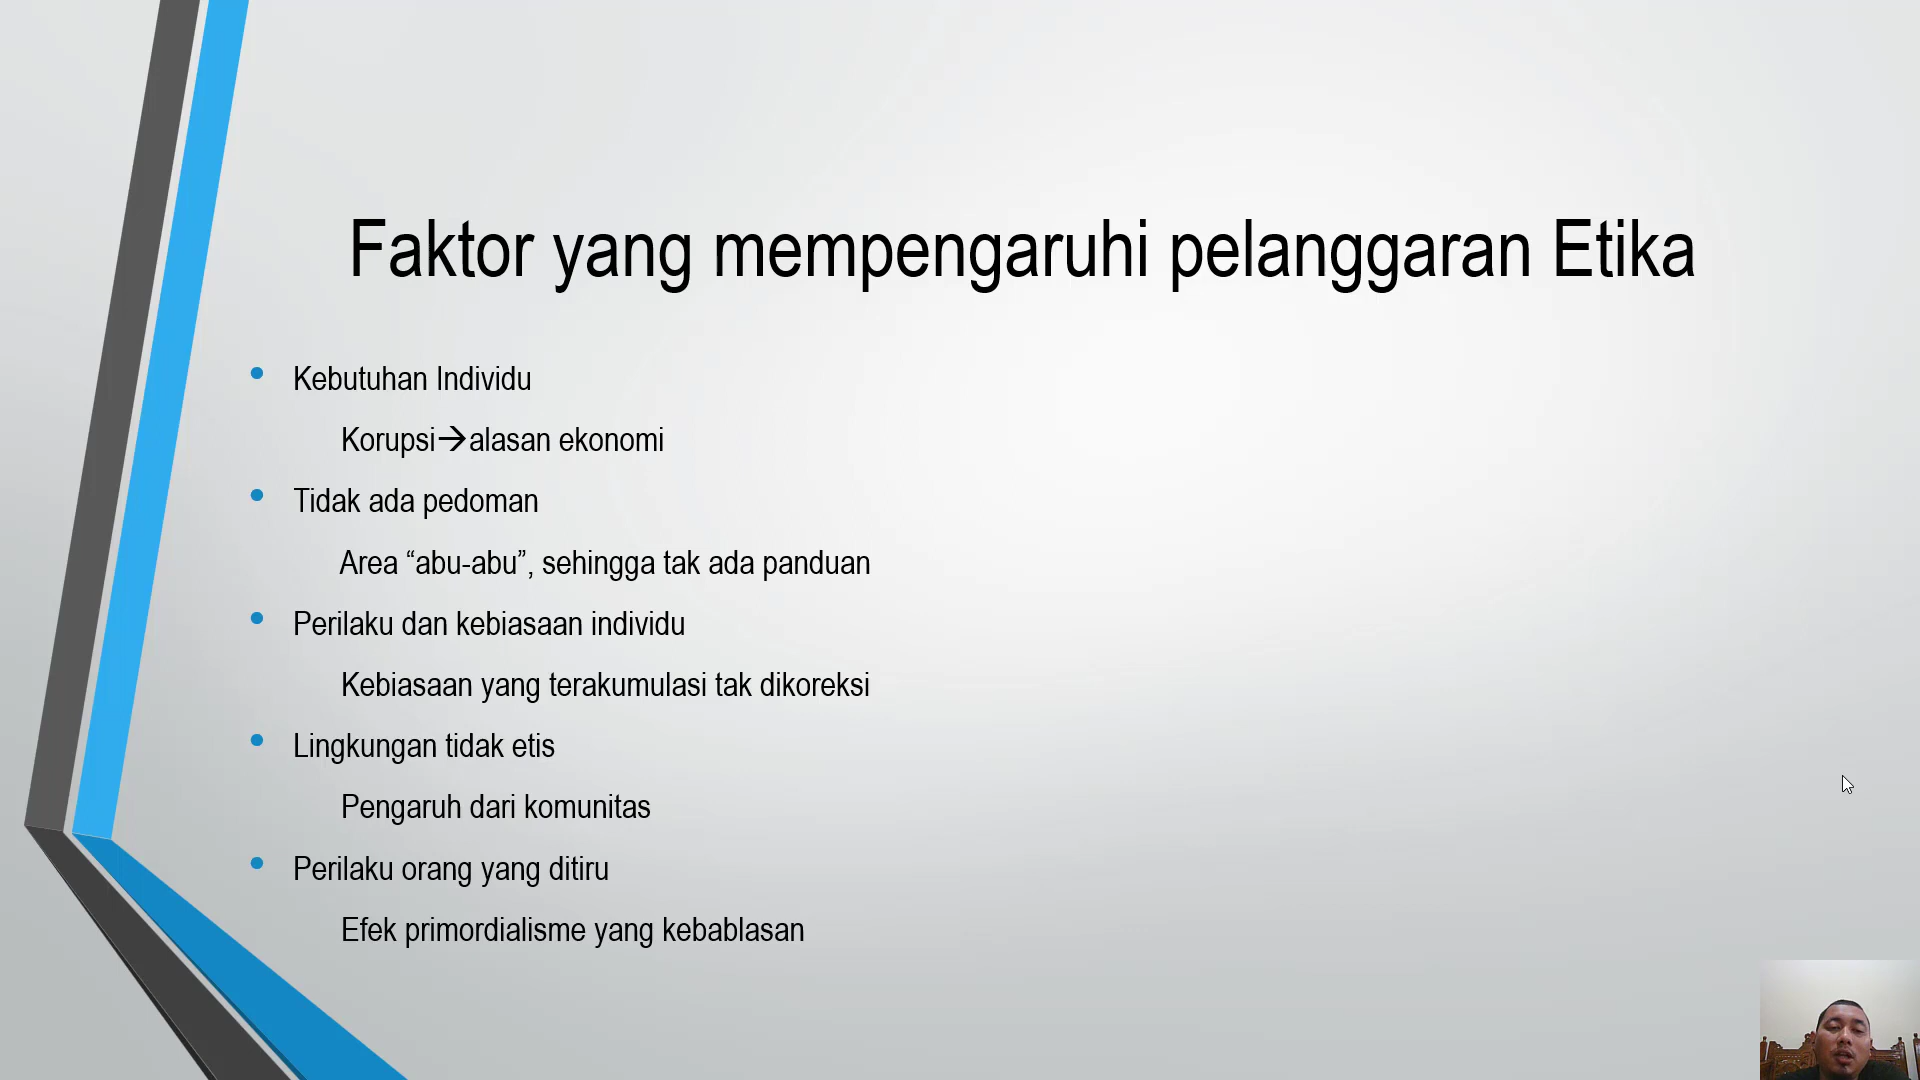 Faktor yang mempengaruhi pelanggaran Etika
• Kebutuhan Individu
Korupsi→alasan ekonomi
• Tidak ada pedoman
Area “abu-abu”, sehingga tak ada panduan
• Perilaku dan kebiasaan individu
Kebiasaan yang terakumulasi tak dikoreksi
• Lingkungan tidak etis
Pengaruh dari komunitas
• Perilaku orang yang ditiru
Efek primordialisme yang kebablasan